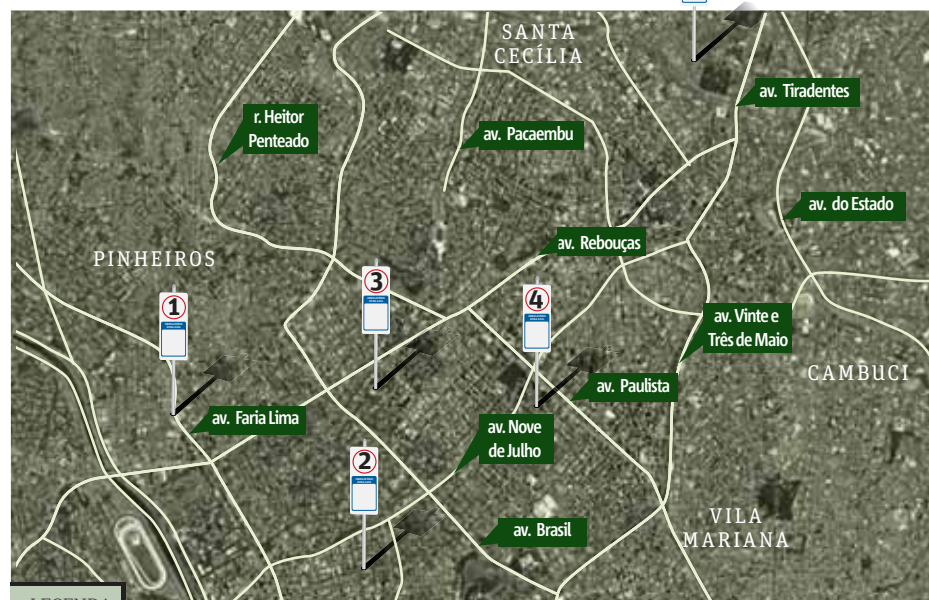 SANTA
CECÍLIA
av. Tiradentes
r. Heitor
Penteado
av. Pacaembu
av. do Estado
av. Rebouças
PINHEIROS
1
3
4
av. Vinte e
Três de Maio
CAMBUCI
av. Paulista
av. Faria Lima
av. Nove
de Julho
2
av. Brasil
VILA
MARIANA
LEGENDA